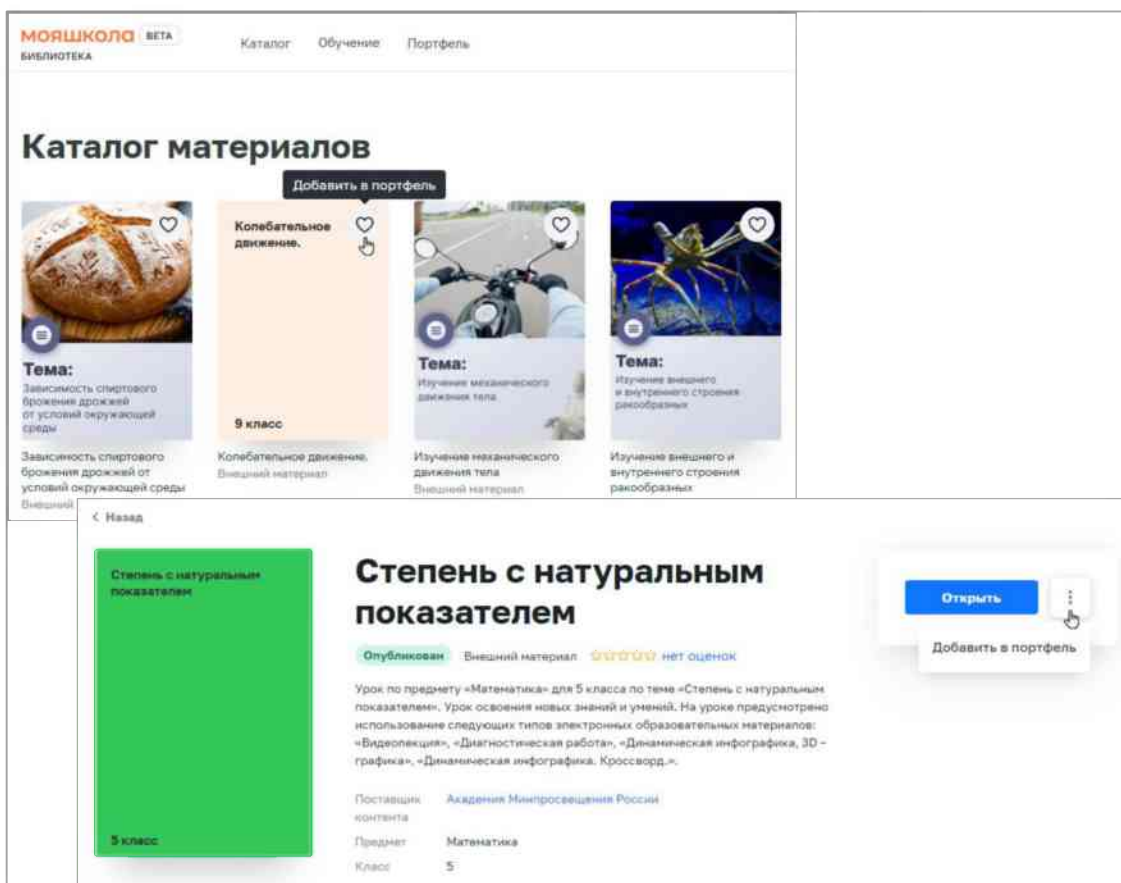 МОЯШКОЛА BETA
БИБЛИОТЕКА
Каталог Обучение Портфель
Каталог материалов
Добавить в портфель
Колебательное
движение.
9 класс
Тема:
Зависимость спиртового
брожения дрожжей
от условий окружающей
среды
Тема:
Изучение механического
движения тела
Тема:
Изучение внешнего
и внутреннего строения
ракообразных
Зависимость спиртового
брожения дрожжей от
условий окружающей среды
Внешний
Колебательное движение.
Внешний материал
Изучение механического
движения тела
Внешний материал
Изучение внешнего и
внутреннего строения
ракообразных
< Назад
Степень с натуральным
показателем
5 класс
Степень с натуральным
показателем
Опубликован Внешний материал нет оценок
Урок по предмету «Математика» для 5 класса по теме «Степень с натуральным
показателем». Урок освоения новых знаний и умений. На уроке предусмотрено
использование следующих типов электронных образовательных материалов:
«Видеолекция», «Диагностическая работа», «Динамическая инфографика, 3D –
графика», «Динамическая инфографика. Кроссворд.».
Поставщик контента Академия Минпросвещения России
Предмет Математика
Класс 5
Открыть
Добавить в портфель